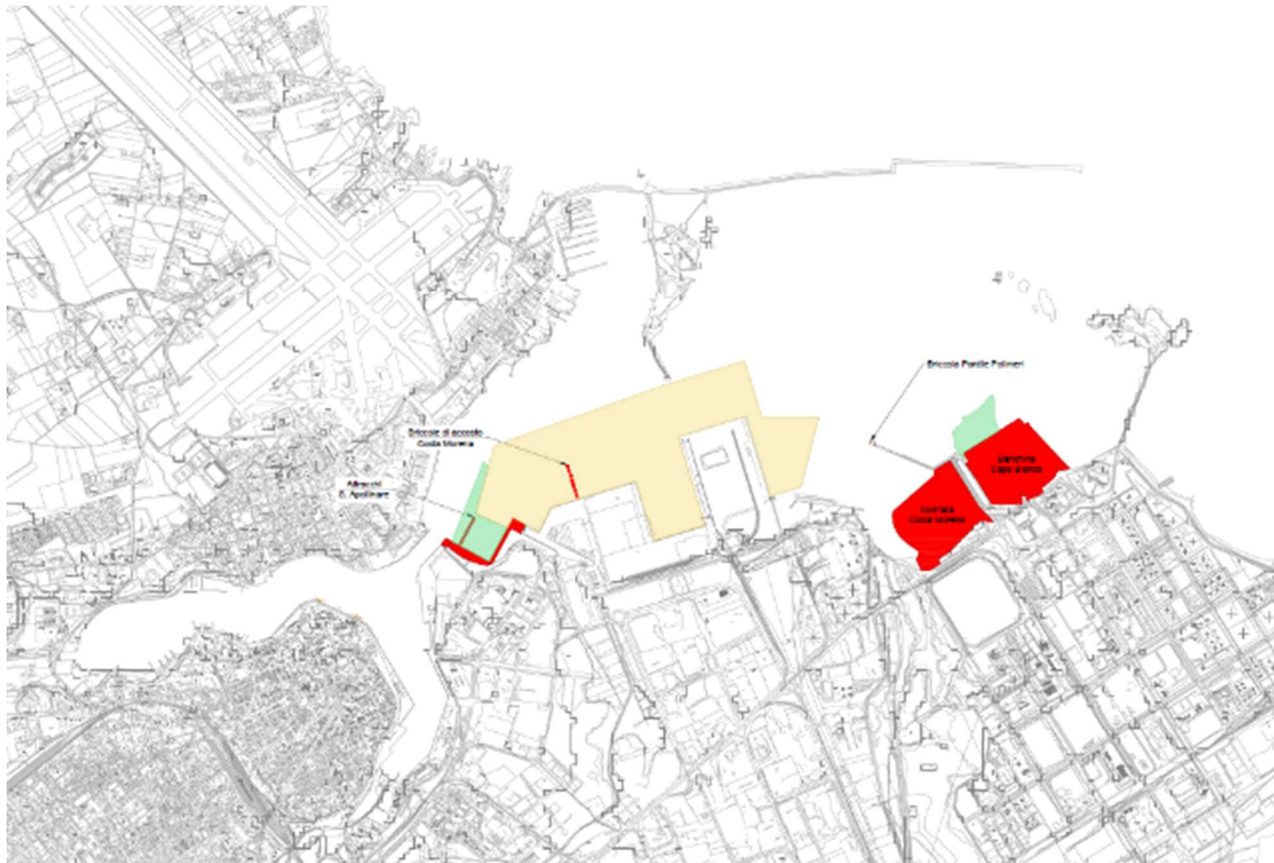 Briccola Pontile Polimeri
Briccole di accosto
Costa Morena
Attracchi
S. Apollinare
Banchina
Capo Bianco
Colmata
Costa Morena